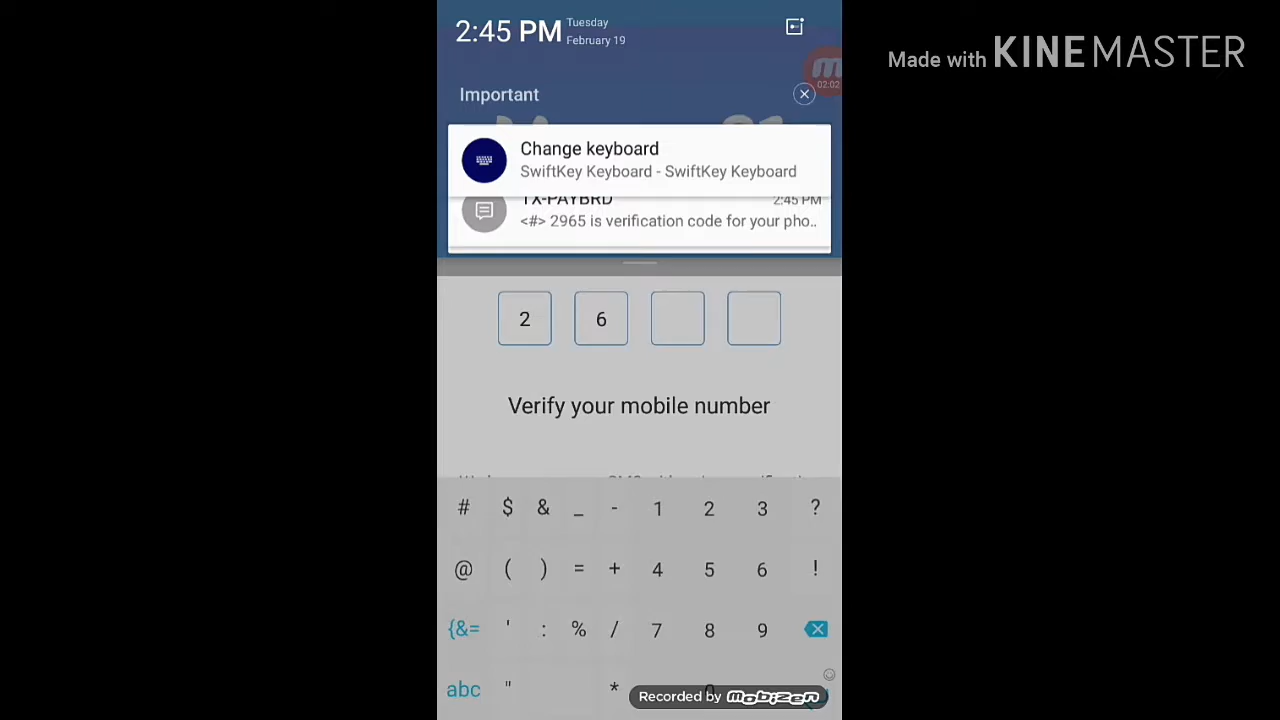 2:45 PM
Tuesday
February 19
Made with KINEMASTER
02:02
Important
Change keyboard
SwiftKey Keyboard - SwiftKey Keyboard
TX-PAYBRD
2:45 PM
<#> 2965 is verification code for your pho..
2 6
Verify your mobile number
# $ & _ - 1 2 3 ?
@ ( ) = + 4 5 6 !
{&= ' : % / 7 8 9
abc " *
Recorded by mobizen